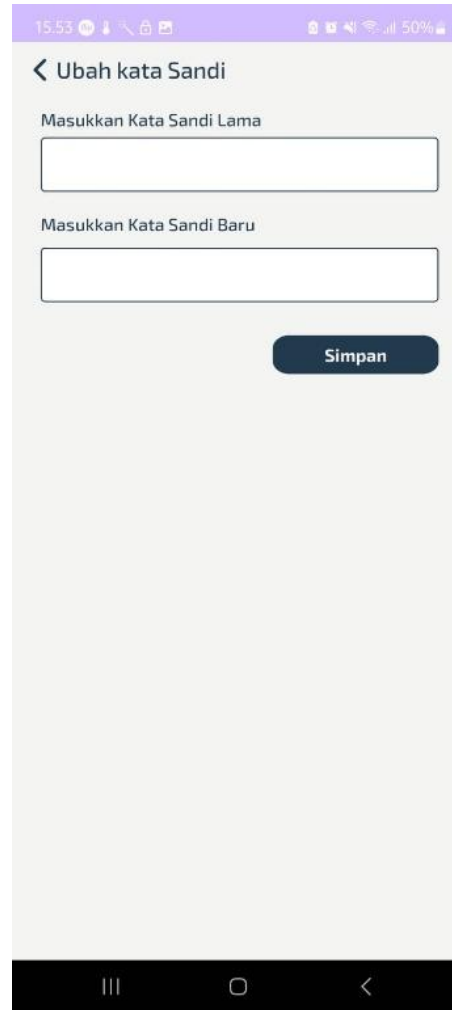 15.53 50%
Ubah kata Sandi
Masukkan Kata Sandi Lama
Masukkan Kata Sandi Baru
Simpan